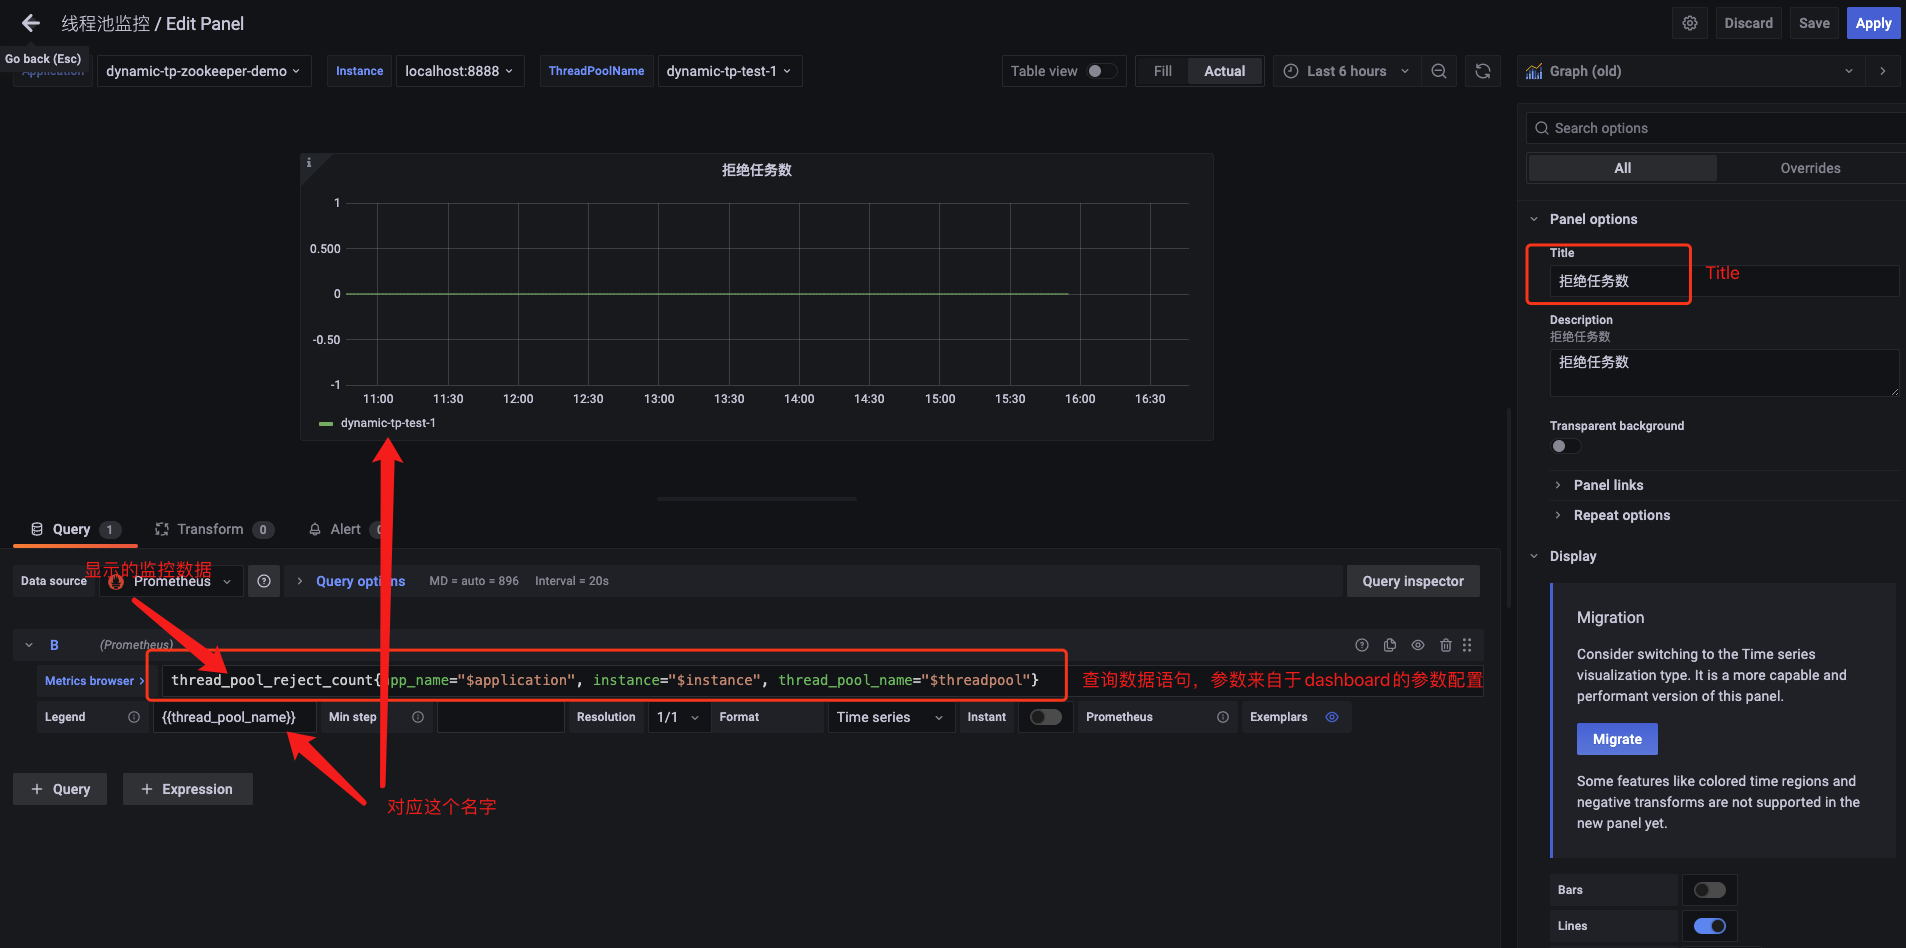 线程池监控 / Edit Panel
Discard
Save
Apply
Go back (Esc)
Application
dynamic-tp-zookeeper-demo
Instance
localhost:8888
ThreadPoolName
dynamic-tp-test-1
Table view
Fill
Actual
Last 6 hours
Graph (old)
Search options
All
Overrides
拒绝任务数
1
0.500
0
-0.50
-1
11:00
11:30
12:00
12:30
13:00
13:30
14:00
14:30
15:00
15:30
16:00
16:30
dynamic-tp-test-1
Panel options
Title
拒绝任务数
Title
Description
拒绝任务数
拒绝任务数
Transparent background
Panel links
Repeat options
Display
Migration
Consider switching to the Time series
visualization type. It is a more capable and
performant version of this panel.
Migrate
Some features like colored time regions and
negative transforms are not supported in the
new panel yet.
Bars
Lines
Query 1
Transform 0
Alert 0
显示的监控数据
Data source
Prometheus
Query options
MD = auto = 896
Interval = 20s
Query inspector
B
(Prometheus)
Metrics browser
thread_pool_reject_count{app_name="$application", instance="$instance", thread_pool_name="$threadpool"}
查询数据语句，参数来自于dashboard的参数配置
Legend
{{thread_pool_name}}
Min step
Resolution
1/1
Format
Time series
Instant
Prometheus
Exemplars
+ Query
+ Expression
对应这个名字